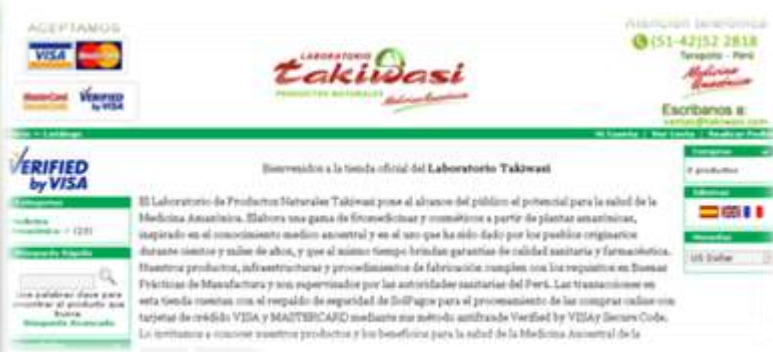 ACEPTAMOS
VISA MasterCard
MasterCard VERIFIED by VISA
LABORATORIO
takiwasi
PRODUCTOS NATURALES Medicina Amazónica
Atención telefónica
(51-42)52 2818
Tarapoto - Perú
Medicina
Amazónica
Escríbanos a:
ventas@takiwasi.com
Catálogo
Mi Cuenta | Ver Cesta | Realizar Pedido
VERIFIED
by VISA
Categorías
Medicina
Amazónica-> (23)
Búsqueda Rápida
Use palabras clave para
encontrar el producto que
busca.
Búsqueda Avanzada
Bienvenidos a la tienda oficial del Laboratorio Takiwasi
El Laboratorio de Productos Naturales Takiwasi pone al alcance del público el potencial para la salud de la
Medicina Amazónica. Elabora una gama de fitomedicinas y cosméticos a partir de plantas amazónicas,
inspirado en el conocimiento medico ancestral y en el uso que ha sido dado por los pueblos originarios
durante cientos y miles de años, y que al mismo tiempo brindan garantías de calidad sanitaria y farmacéutica.
Nuestros productos, infraestructuras y procedimientos de fabricación cumplen con los requisitos en Buenas
Prácticas de Manufactura y son supervisados por las autoridades sanitarias del Perú. Las transacciones en
esta tienda cuentan con el respaldo de seguridad de SolPagos para el procesamiento de las compras online con
tarjetas de crédito VISA y MASTERCARD mediante sus método antifraude Verified by VISA y Secure Code.
Lo invitamos a conocer nuestros productos y los beneficios para la salud de la Medicina Ancestral de la
Compras
0 productos
Idiomas
Monedas
US Dollar